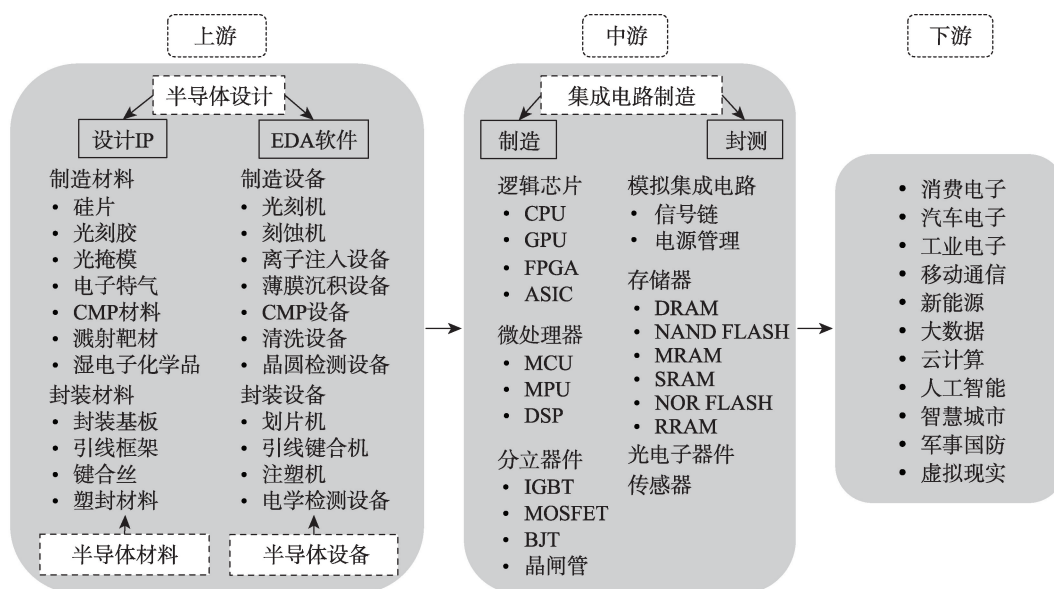 上游
半导体设计
设计IP
EDA软件
制造材料
• 硅片
• 光刻胶
• 光掩模
• 电子特气
• CMP材料
• 溅射靶材
• 湿电子化学品
封装材料
• 封装基板
• 引线框架
• 键合丝
• 塑封材料
半导体材料
制造设备
• 光刻机
• 刻蚀机
• 离子注入设备
• 薄膜沉积设备
• CMP设备
• 清洗设备
• 晶圆检测设备
封装设备
• 划片机
• 引线键合机
• 注塑机
• 电学检测设备
半导体设备
中游
集成电路制造
制造
封测
逻辑芯片
• CPU
• GPU
• FPGA
• ASIC
微处理器
• MCU
• MPU
• DSP
分立器件
• IGBT
• MOSFET
• BJT
• 晶闸管
模拟集成电路
• 信号链
• 电源管理
存储器
• DRAM
• NAND FLASH
• MRAM
• SRAM
• NOR FLASH
• RRAM
光电子器件
传感器
下游
• 消费电子
• 汽车电子
• 工业电子
• 移动通信
• 新能源
• 大数据
• 云计算
• 人工智能
• 智慧城市
• 军事国防
• 虚拟现实